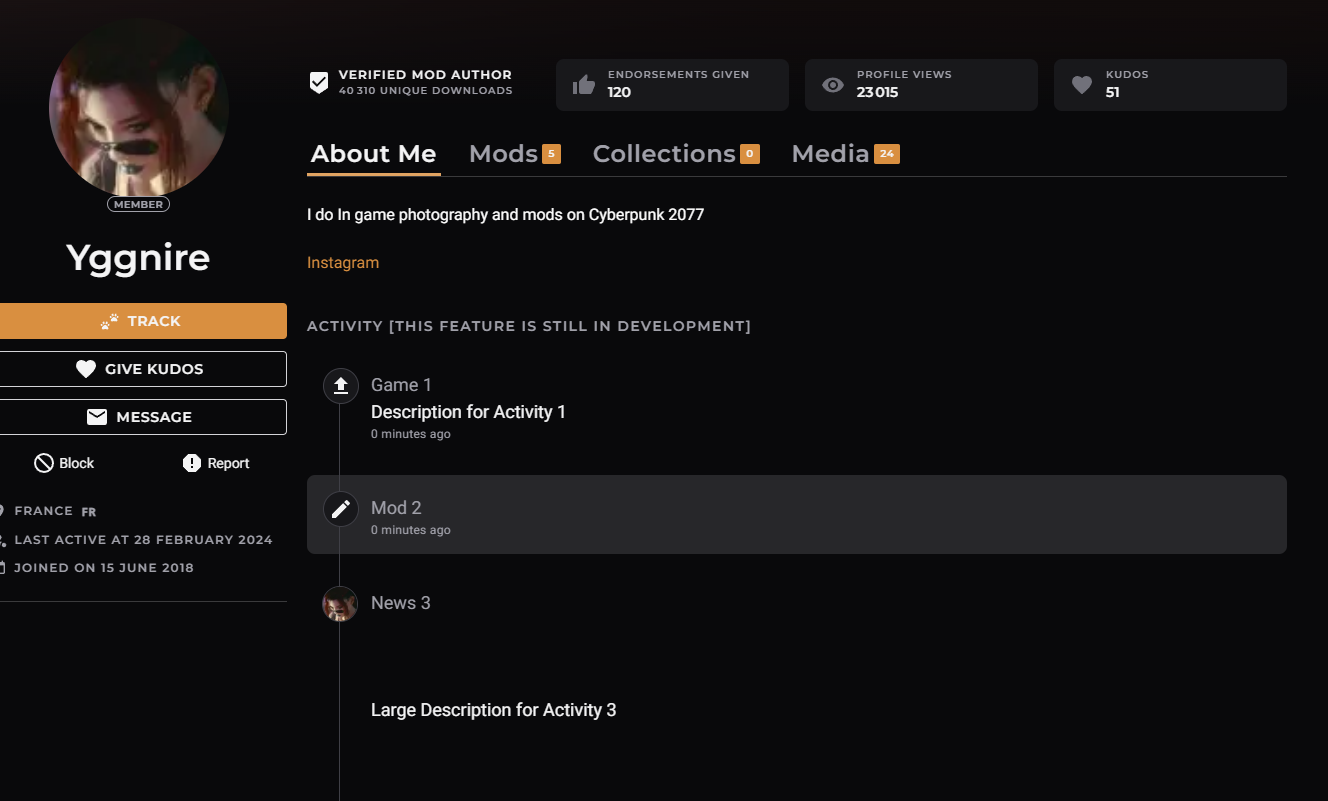 VERIFIED MOD AUTHOR
40 310 UNIQUE DOWNLOADS
ENDORSEMENTS GIVEN
120
PROFILE VIEWS
23 015
KUDOS
51
About Me
Mods 5
Collections 0
Media 24
MEMBER
Yggnire
TRACK
GIVE KUDOS
MESSAGE
Block
Report
FRANCE FR
LAST ACTIVE AT 28 FEBRUARY 2024
JOINED ON 15 JUNE 2018
I do In game photography and mods on Cyberpunk 2077
Instagram
ACTIVITY [THIS FEATURE IS STILL IN DEVELOPMENT]
Game 1
Description for Activity 1
0 minutes ago
Mod 2
0 minutes ago
News 3
Large Description for Activity 3